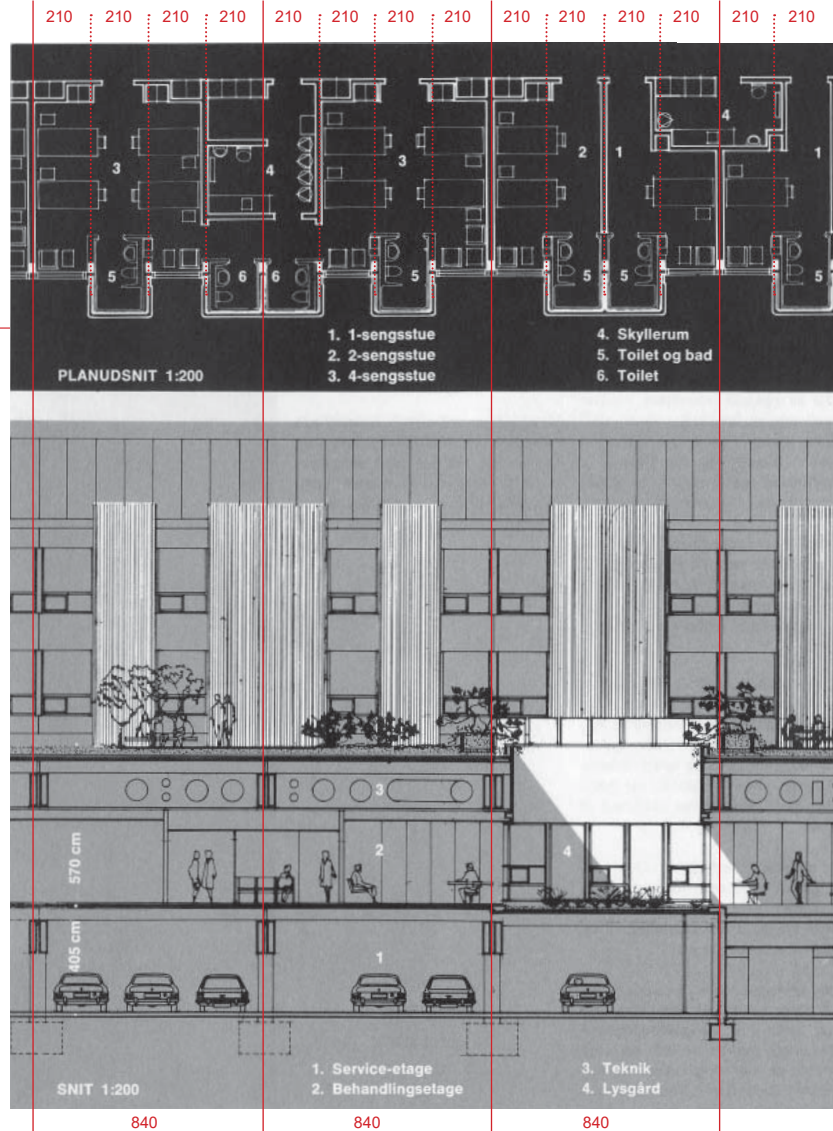 210 210 210 210 210 210 210 210 210 210 210 210 210 210
3 4 3 2 1 4 1
5 6 6 5 5 5 5
1. 1-sengsstue
2. 2-sengsstue
3. 4-sengsstue
4. Skyllerum
5. Toilet og bad
6. Toilet
PLANUDSNIT 1:200
3
570 cm
2
4
405 cm
1
1. Service-etage
2. Behandlingsetage
3. Teknik
4. Lysgård
SNIT 1:200
840 840 840